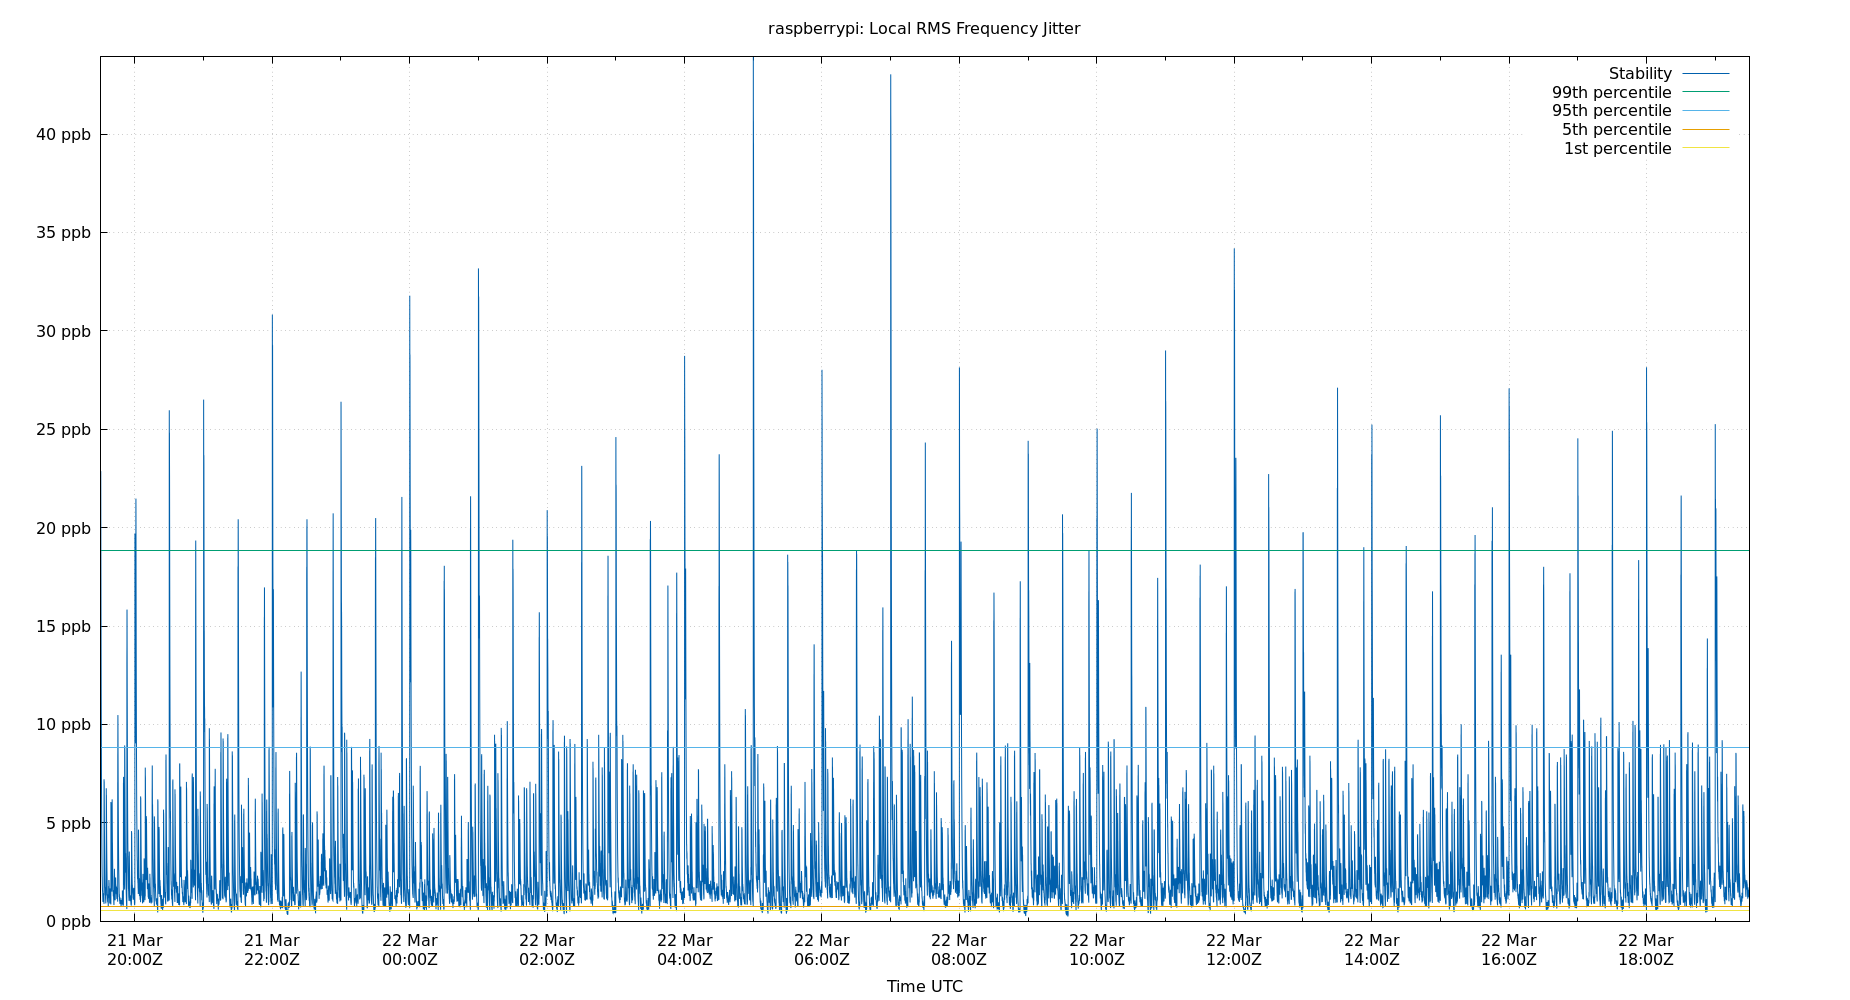 raspberrypi: Local RMS Frequency Jitter
Stability
99th percentile
95th percentile
5th percentile
1st percentile
40 ppb
35 ppb
30 ppb
25 ppb
20 ppb
15 ppb
10 ppb
5 ppb
0 ppb
21 Mar 21 Mar 22 Mar 22 Mar 22 Mar 22 Mar 22 Mar 22 Mar 22 Mar 22 Mar 22 Mar 22 Mar
20:00Z 22:00Z 00:00Z 02:00Z 04:00Z 06:00Z 08:00Z 10:00Z 12:00Z 14:00Z 16:00Z 18:00Z
Time UTC